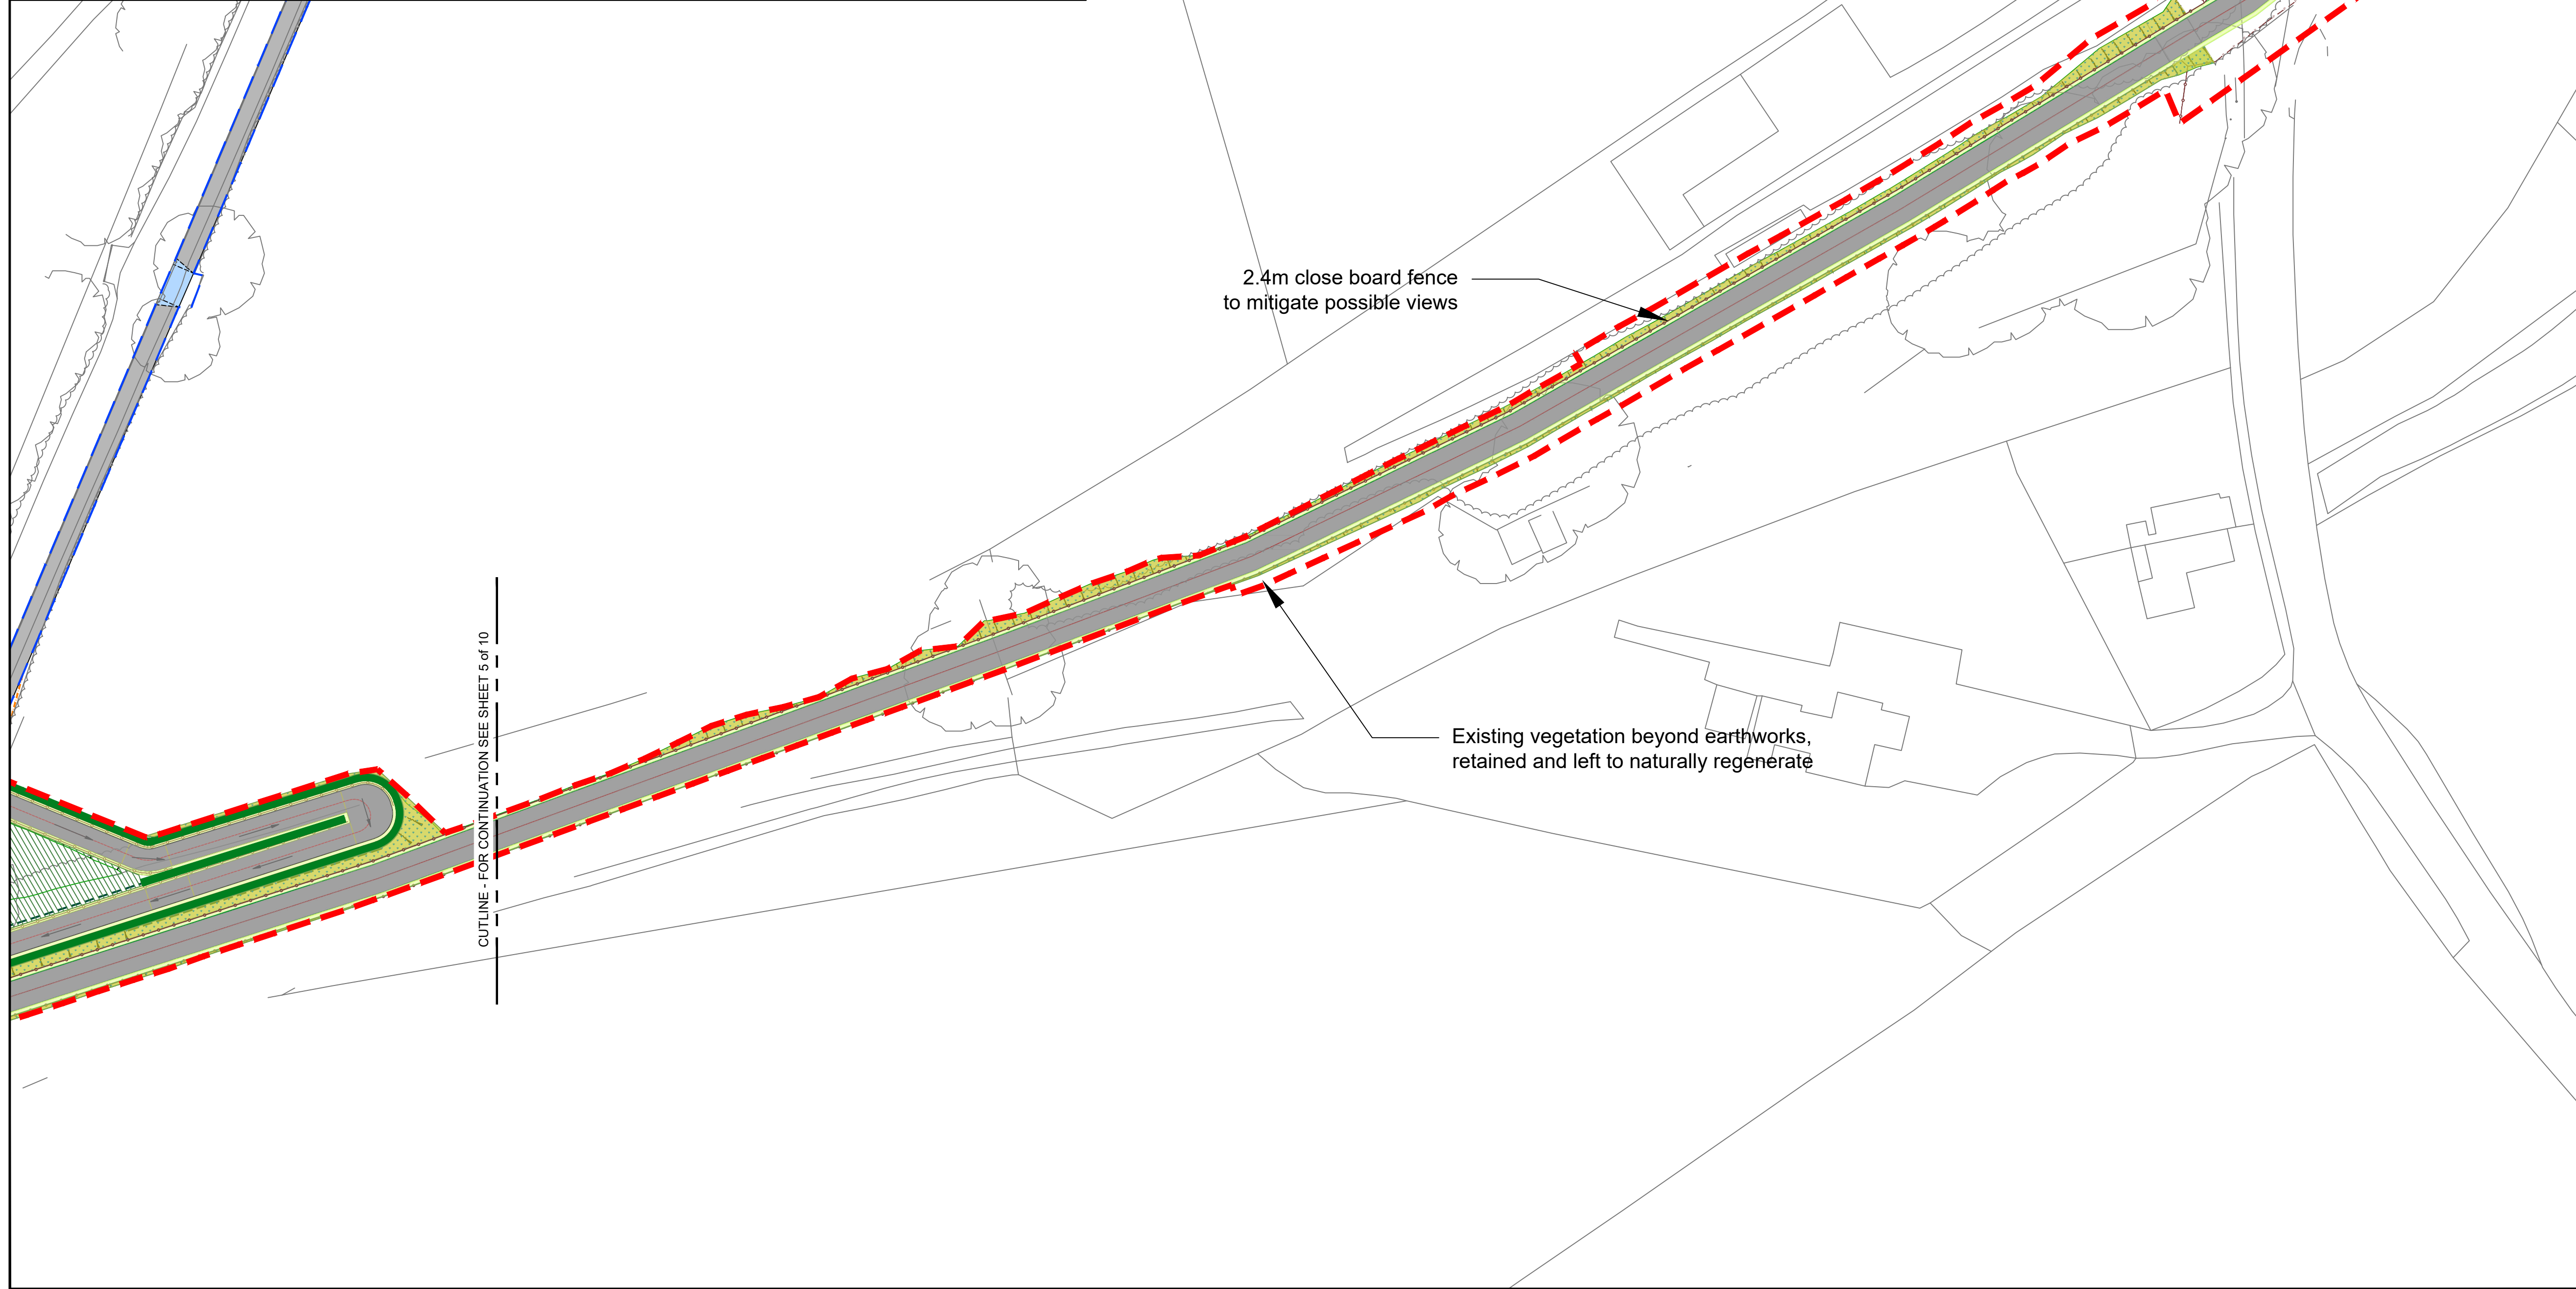 2.4m close board fence
to mitigate possible views
CUTLINE - FOR CONTINUATION SEE SHEET 5 of 10
Existing vegetation beyond earthworks,
retained and left to naturally regenerate